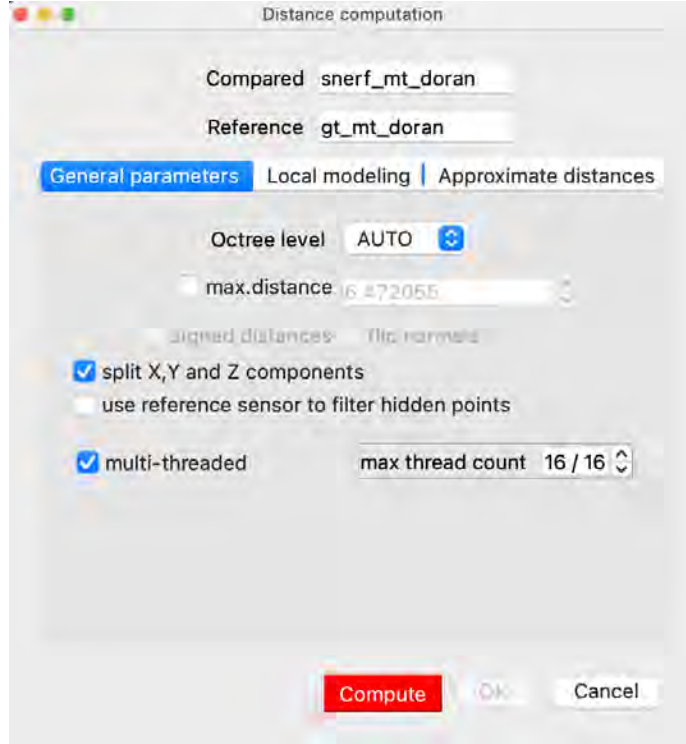 Distance computation
Compared snerf_mt_doran
Reference gt_mt_doran
General parameters Local modeling Approximate distances
Octree level AUTO
max.distance 6.472055
signed distances flip normals
split X,Y and Z components
use reference sensor to filter hidden points
multi-threaded max thread count 16 / 16
Compute OK Cancel